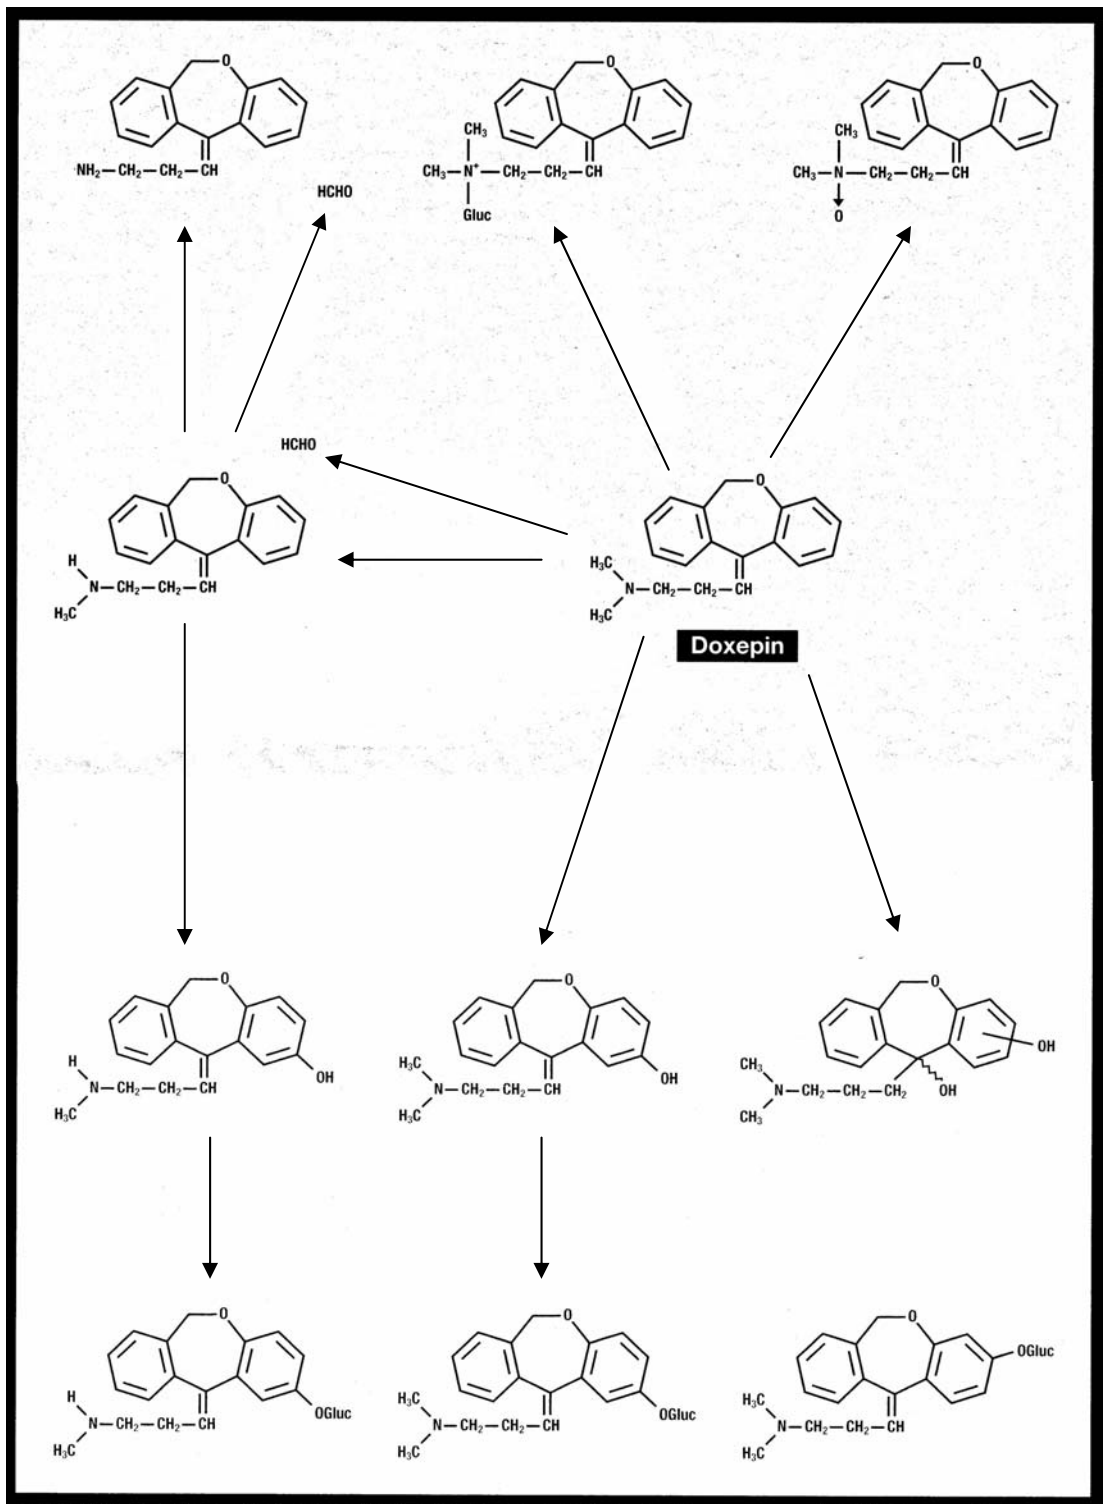 O
O
O
CH₃
CH₃
NH₂—CH₂—CH₂—CH
CH₃—N⁺—CH₂—CH₂—CH
CH₃—N—CH₂—CH₂—CH
HCHO
Gluc
O
HCHO
O
O
H
N—CH₂—CH₂—CH
H₃C
H₃C
N—CH₂—CH₂—CH
H₃C
Doxepin
O
O
O
H
N—CH₂—CH₂—CH
OH
H₃C
H₃C
N—CH₂—CH₂—CH
OH
H₃C
OH
CH₃
N—CH₂—CH₂—CH₂
OH
CH₃
O
O
O
H
N—CH₂—CH₂—CH
OGluc
H₃C
H₃C
N—CH₂—CH₂—CH
OGluc
H₃C
OGluc
H₃C
N—CH₂—CH₂—CH
H₃C